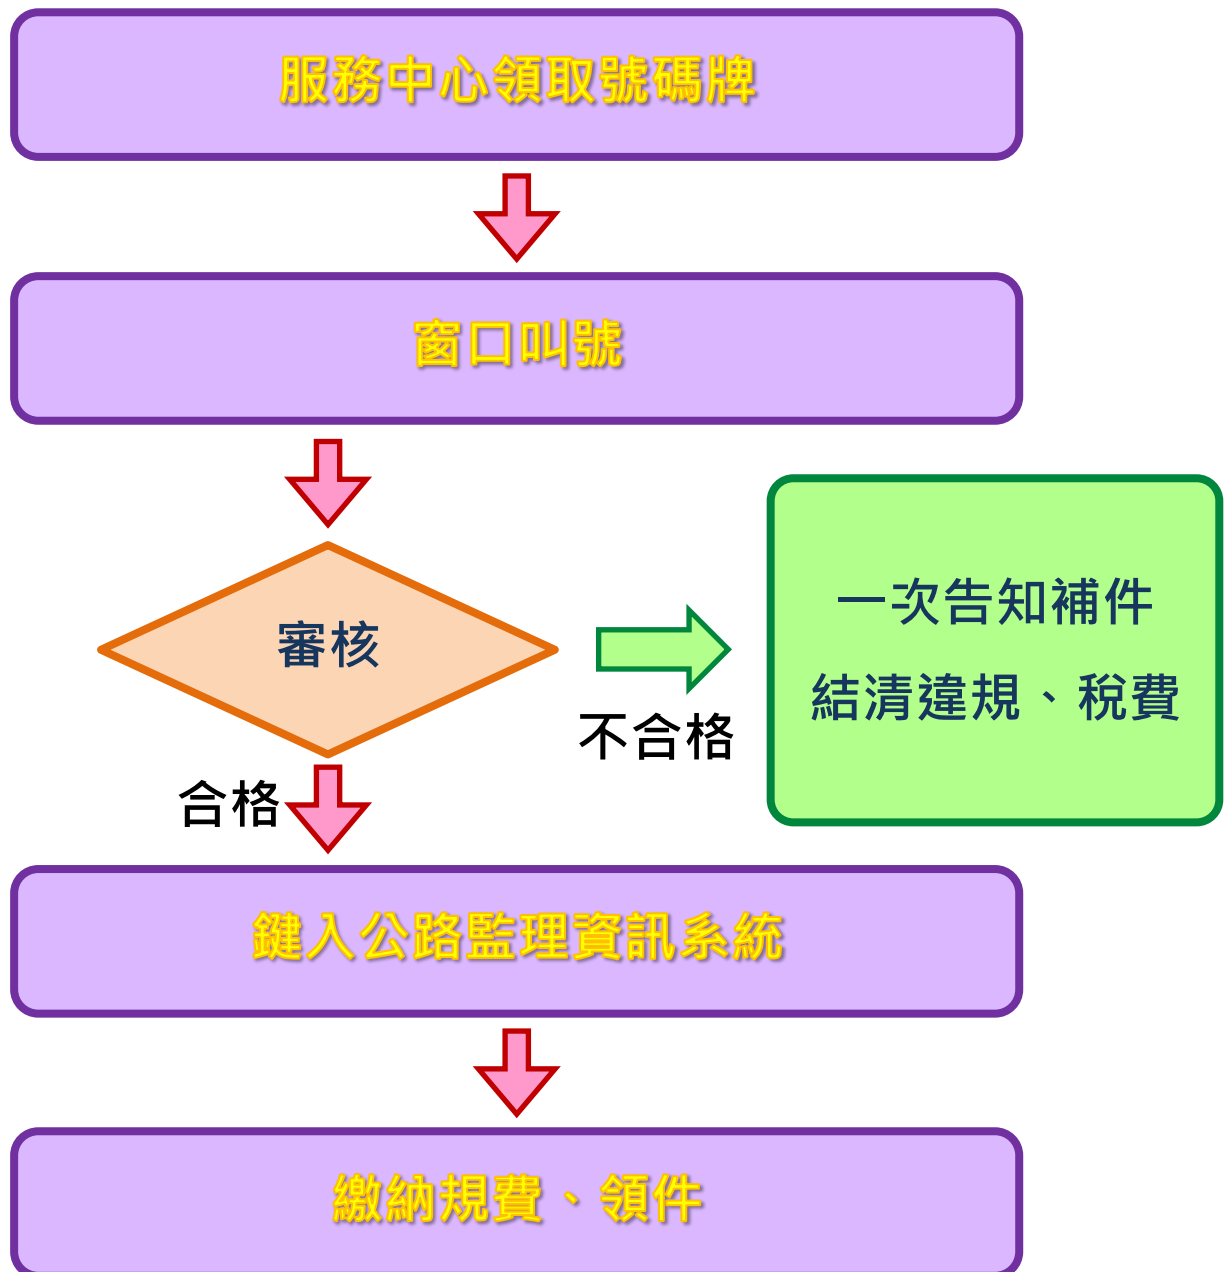 服務中心領取號碼牌
窗口叫號
審核
一次告知補件
結清違規、稅費
不合格
合格
鍵入公路監理資訊系統
繳納規費、領件